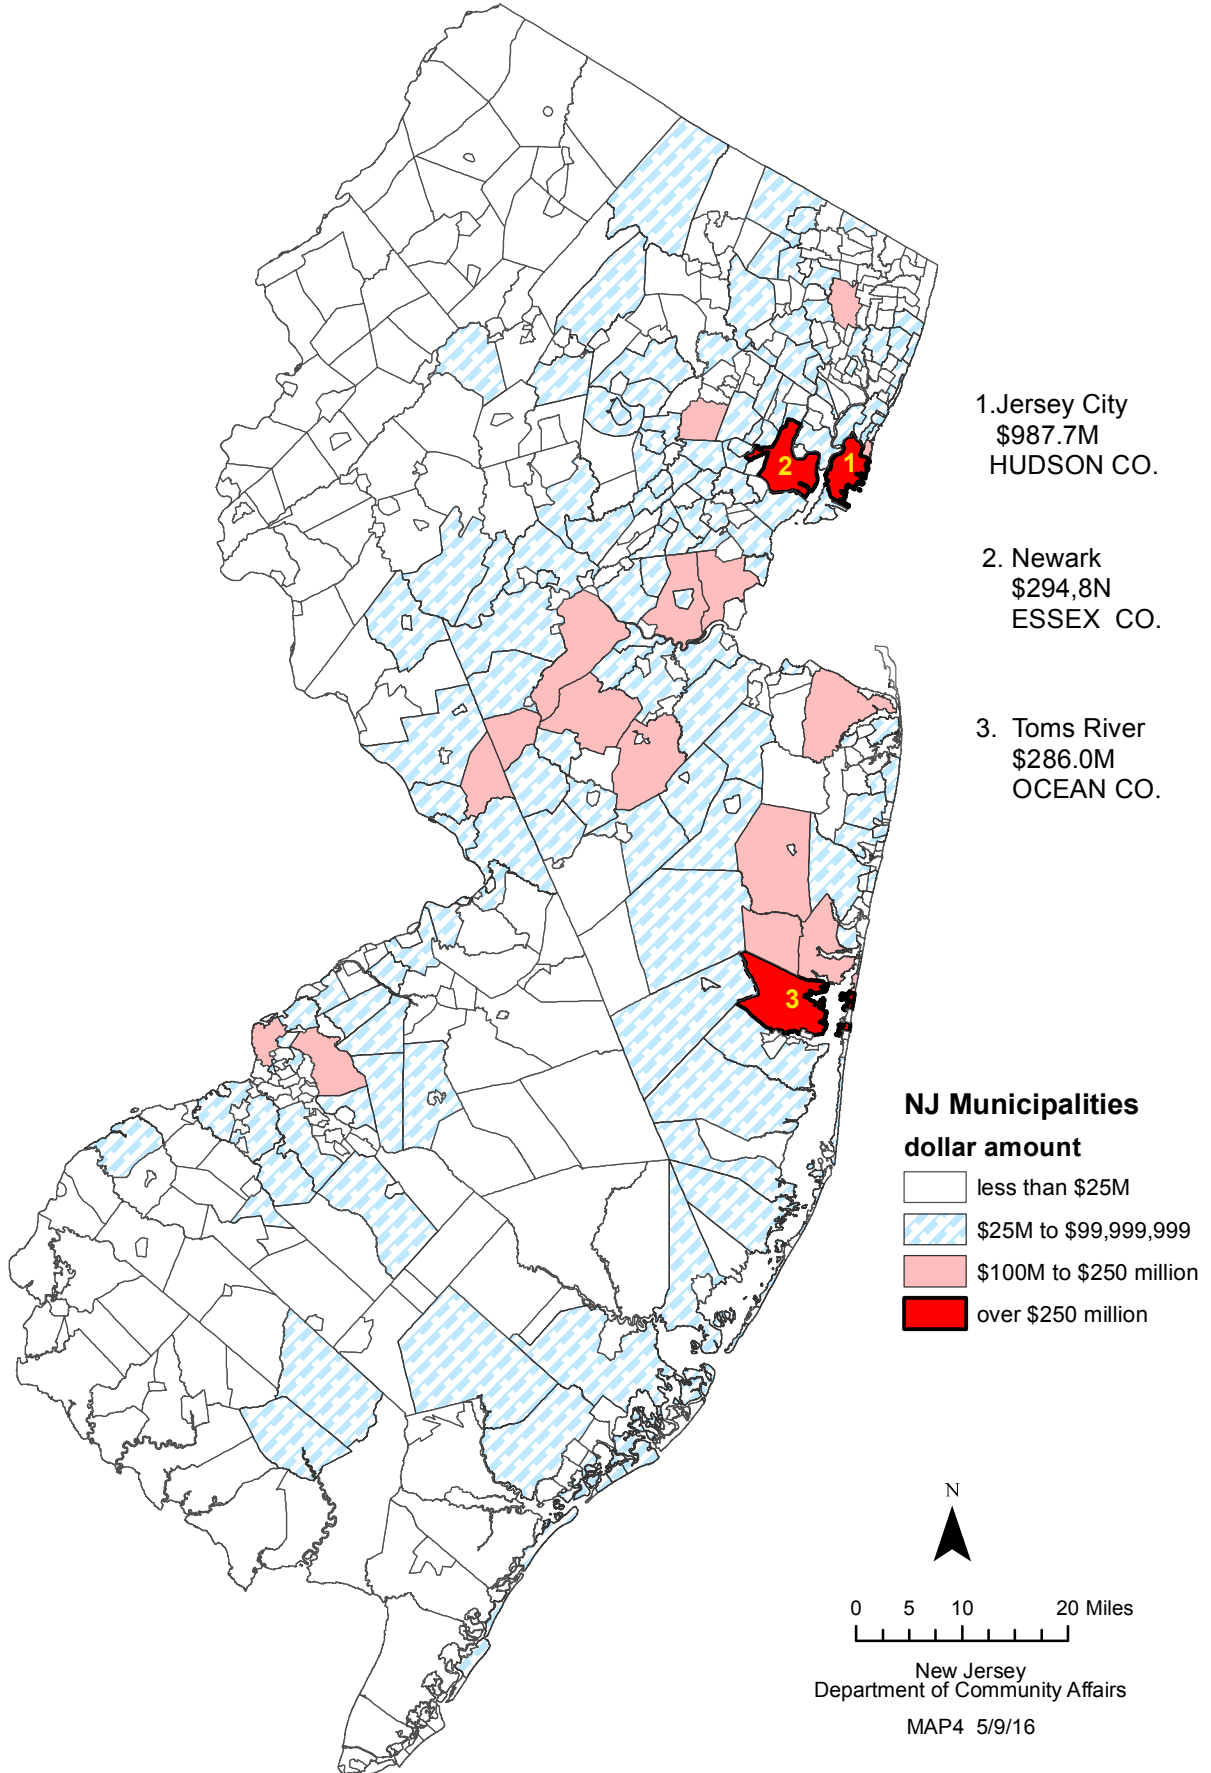 1.Jersey City
$987.7M
HUDSON CO.
2. Newark
$294,8N
ESSEX CO.
3. Toms River
$286.0M
OCEAN CO.
1
2
3
NJ Municipalities
dollar amount
less than $25M
$25M to $99,999,999
$100M to $250 million
over $250 million
N
0 5 10 20 Miles
New Jersey
Department of Community Affairs
MAP4 5/9/16